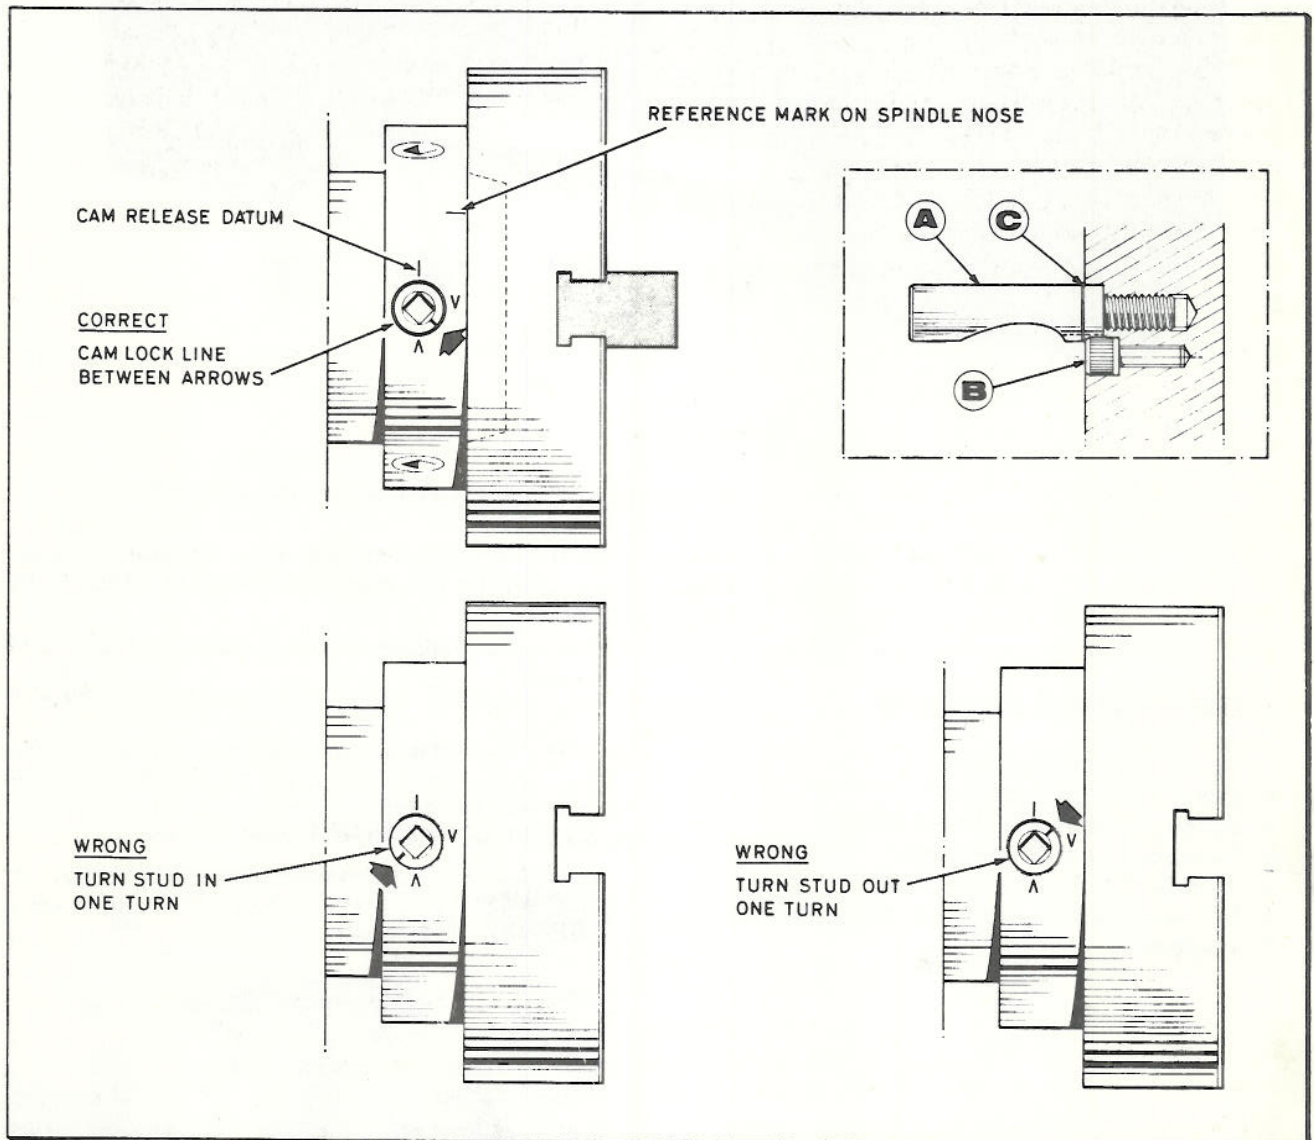 REFERENCE MARK ON SPINDLE NOSE
CAM RELEASE DATUM
CORRECT
CAM LOCK LINE
BETWEEN ARROWS
A
C
B
WRONG
TURN STUD IN
ONE TURN
WRONG
TURN STUD OUT
ONE TURN